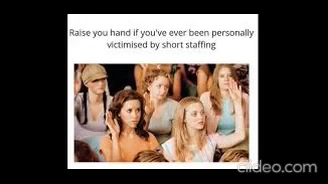 Raise you hand if you've ever been personally
victimised by short staffing
clideo.com